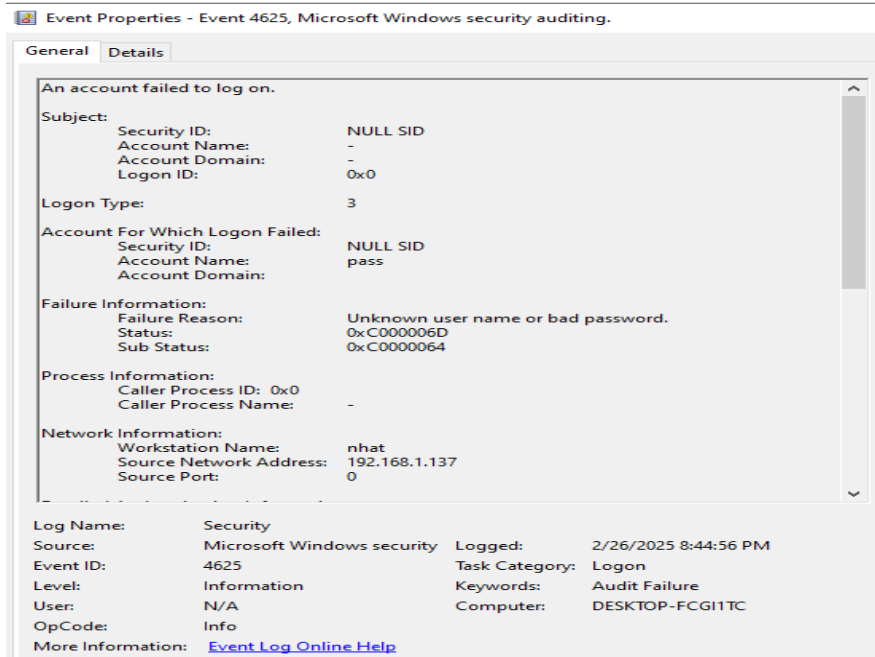 Event Properties - Event 4625, Microsoft Windows security auditing.
General Details
An account failed to log on.
Subject:
Security ID: NULL SID
Account Name: -
Account Domain: -
Logon ID: 0x0
Logon Type: 3
Account For Which Logon Failed:
Security ID: NULL SID
Account Name: pass
Account Domain:
Failure Information:
Failure Reason: Unknown user name or bad password.
Status: 0xC000006D
Sub Status: 0xC0000064
Process Information:
Caller Process ID: 0x0
Caller Process Name: -
Network Information:
Workstation Name: nhat
Source Network Address: 192.168.1.137
Source Port: 0
Log Name: Security
Source: Microsoft Windows security Logged: 2/26/2025 8:44:56 PM
Event ID: 4625 Task Category: Logon
Level: Information Keywords: Audit Failure
User: N/A Computer: DESKTOP-FCGI1TC
OpCode: Info
More Information: Event Log Online Help